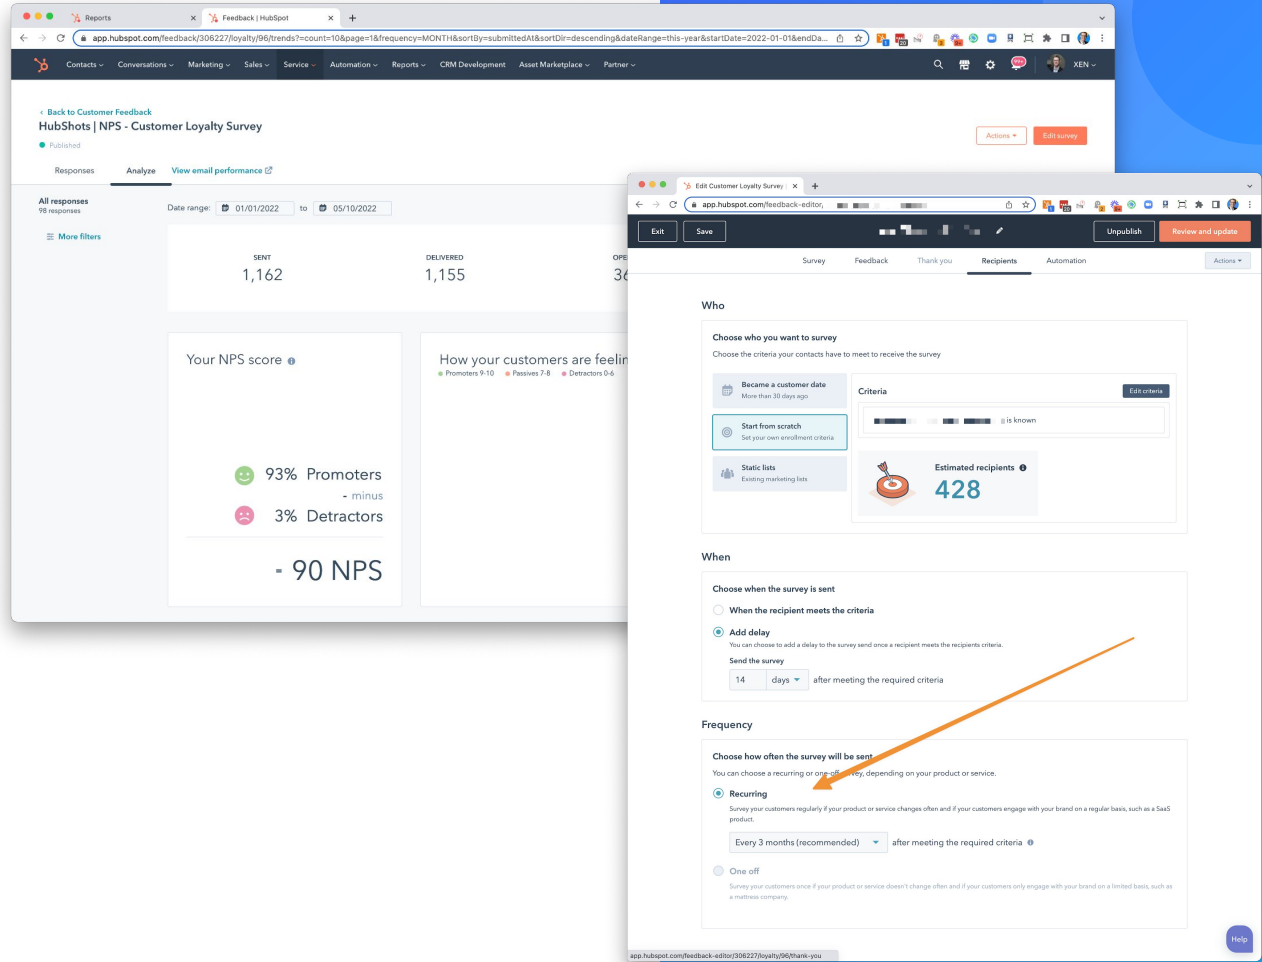 Reports
Feedback | HubSpot
app.hubspot.com/feedback/306227/loyalty/96/trends?=count=10&page=1&frequency=MONTH&sortBy=submittedAt&sortDir=descending&dateRange=this-year&startDate=2022-01-01&endDa...
Contacts
Conversations
Marketing
Sales
Service
Automation
Reports
CRM Development
Asset Marketplace
Partner
99+
XEN
Back to Customer Feedback
HubShots | NPS - Customer Loyalty Survey
Published
Actions
Edit survey
Responses
Analyze
View email performance
All responses
98 responses
More filters
Date range: 01/01/2022 to 05/10/2022
SENT
1,162
DELIVERED
1,155
OPE
Your NPS score
93% Promoters
- minus
3% Detractors
- 90 NPS
How your customers are feelin
Promoters 9-10
Passives 7-8
Detractors 0-6
Edit Customer Loyalty Survey |
app.hubspot.com/feedback-editor,
Exit
Save
Unpublish
Review and update
Survey
Feedback
Thank you
Recipients
Automation
Actions
Who
Choose who you want to survey
Choose the criteria your contacts have to meet to receive the survey
Became a customer date
More than 30 days ago
Start from scratch
Set your own enrollment criteria
Static lists
Existing marketing lists
Criteria
Edit criteria
is known
Estimated recipients
428
When
Choose when the survey is sent
When the recipient meets the criteria
Add delay
You can choose to add a delay to the survey send once a recipient meets the recipients criteria.
Send the survey
14 days after meeting the required criteria
Frequency
Choose how often the survey will be sent
You can choose a recurring or one-off survey, depending on your product or service.
Recurring
Survey your customers regularly if your product or service changes often and if your customers engage with your brand on a regular basis, such as a SaaS
product.
Every 3 months (recommended) after meeting the required criteria
One off
Survey your customers once if your product or service doesn't change often and if your customers only engage with your brand on a limited basis, such as
a mattress company.
Help
app.hubspot.com/feedback-editor/306227/loyalty/96/thank-you